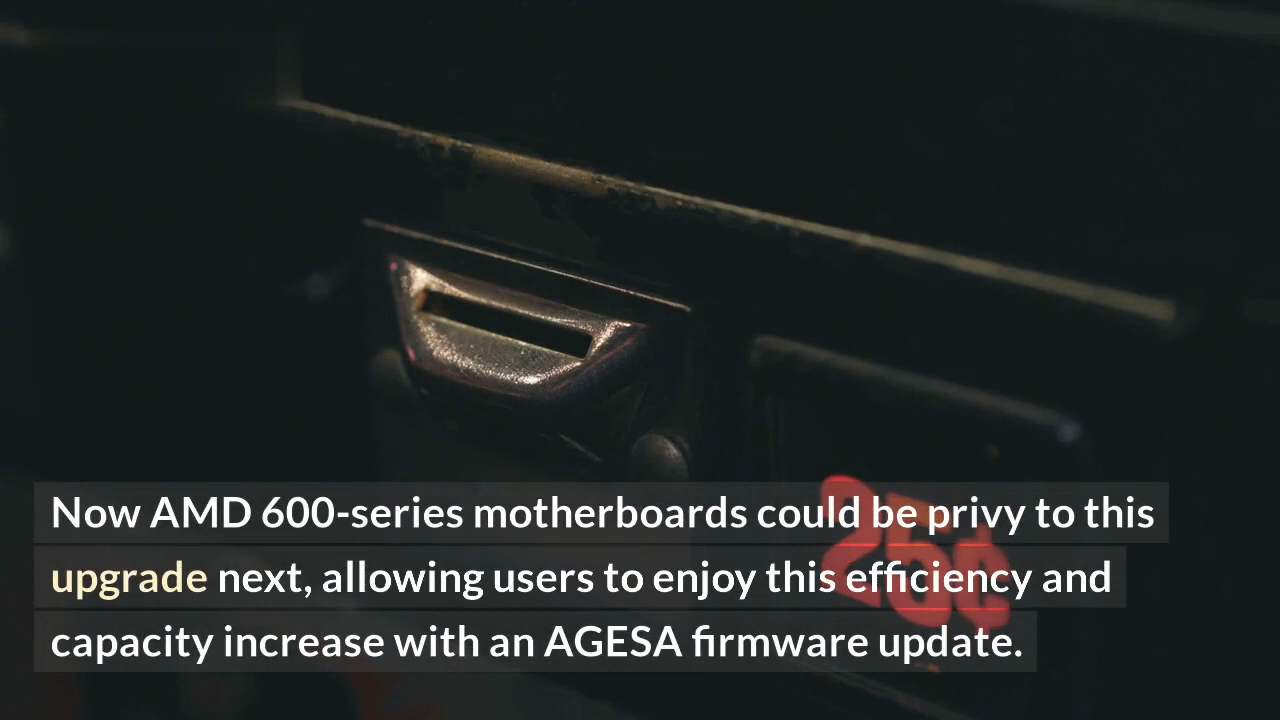 Now AMD 600-series motherboards could be privy to this
upgrade next, allowing users to enjoy this efficiency and
capacity increase with an AGESA firmware update.
25¢